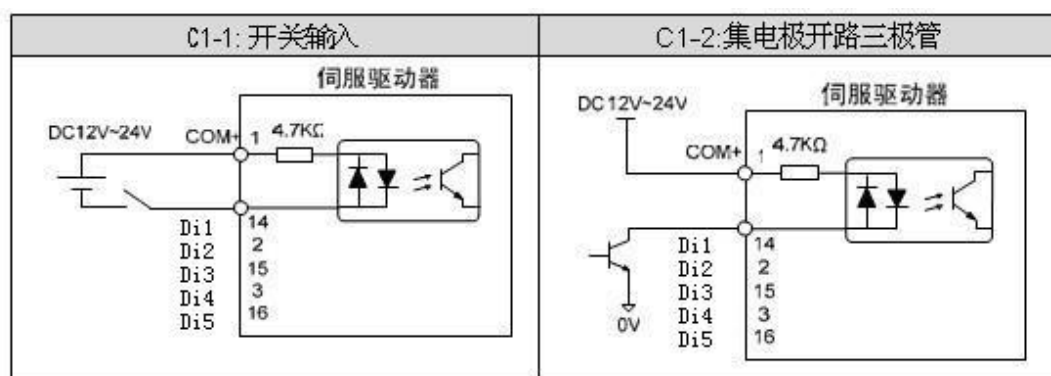 C1-1: 开关输入
伺服驱动器
DC12V~24V
COM+ 1 4.7KΩ
Di1 14
Di2 2
Di3 15
Di4 3
Di5 16
C1-2:集电极开路三极管
伺服驱动器
DC12V~24V
COM+ 1 4.7KΩ
Di1 14
Di2 2
Di3 15
Di4 3
Di5 16
0V